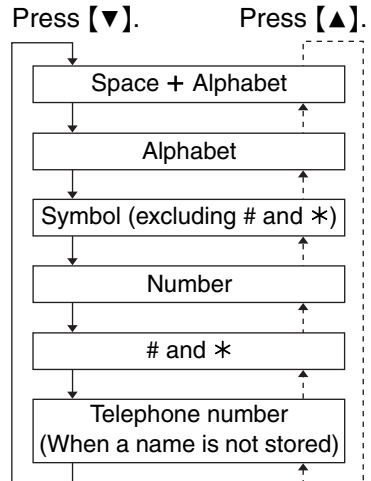 Press 【▼】. Press 【▲】.
Space + Alphabet
Alphabet
Symbol (excluding # and ＊)
Number
# and ＊
Telephone number
(When a name is not stored)